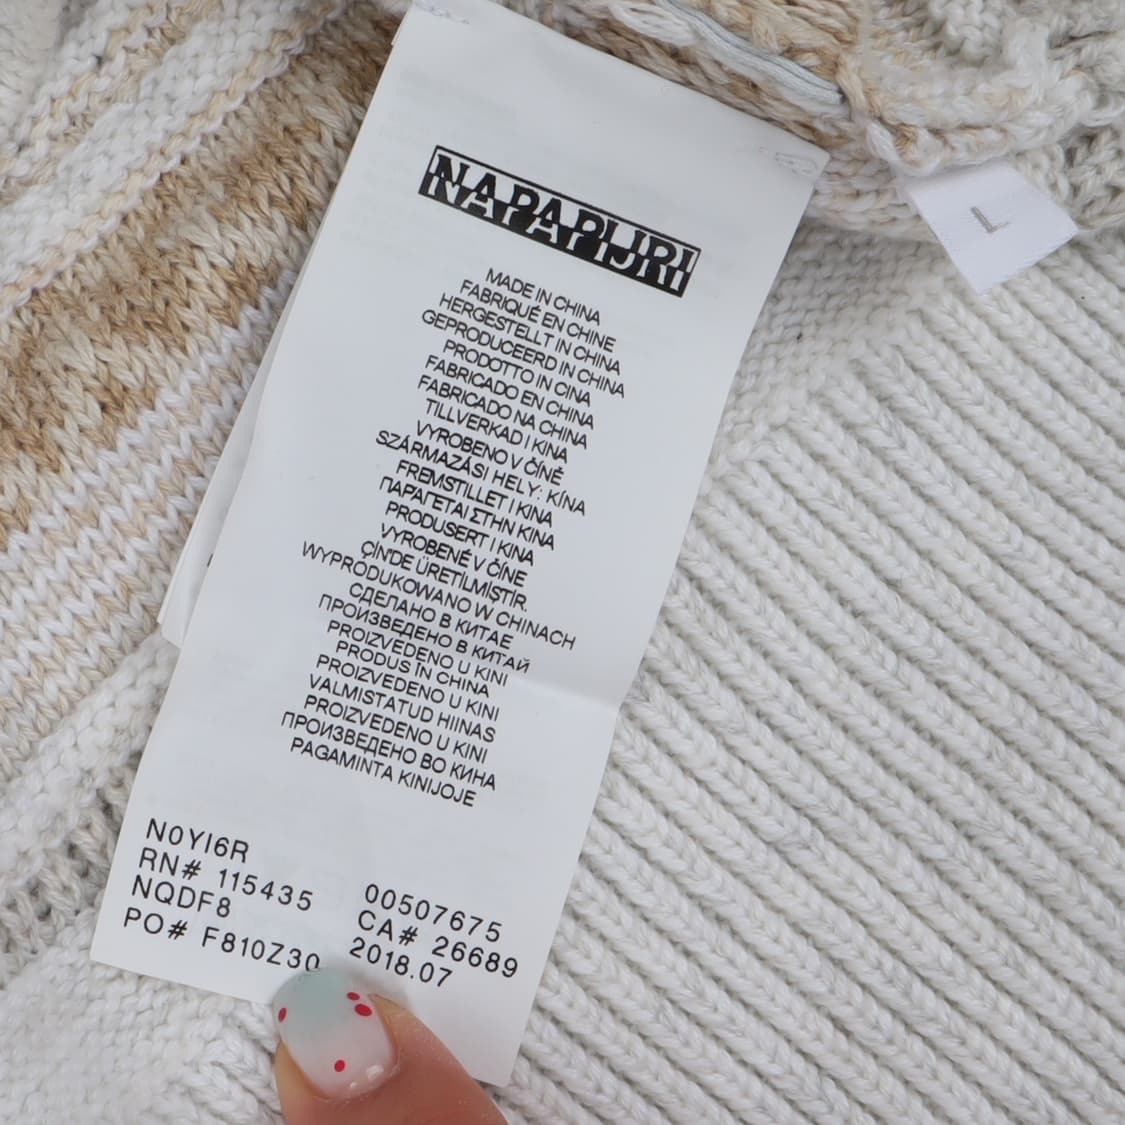 NAPAPIJRI
L
MADE IN CHINA
FABRIQUÉ EN CHINE
HERGESTELLT IN CHINA
GEPRODUCEERD IN CHINA
PRODOTTO IN CINA
FABRICADO EN CHINA
FABRICADO NA CHINA
TILLVERKAD I KINA
VYROBENO V ČÍNĚ
SZÁRMAZÁSI HELY: KÍNA
FREMSTILLET I KINA
ΠΑΡΑΓΕΤΑΙ ΣΤΗΝ ΚΙΝΑ
PRODUSERT I KINA
VYROBENÉ V ČÍNE
ÇİN'DE ÜRETİLMİŞTİR.
WYPRODUKOWANO W CHINACH
СДЕЛАНО В КИТАЕ
ПРОИЗВЕДЕНО В КИТАЙ
PROIZVEDENO U KINI
PRODUS ÎN CHINA
PROIZVEDENO U KINI
VALMISTATUD HIINAS
PROIZVEDENO U KINI
ПРОИЗВЕДЕНО ВО КИНА
PAGAMINTA KINIJOJE
N0YI6R
RN# 115435 00507675
NQDF8 CA# 26689
PO# F810Z30 2018.07